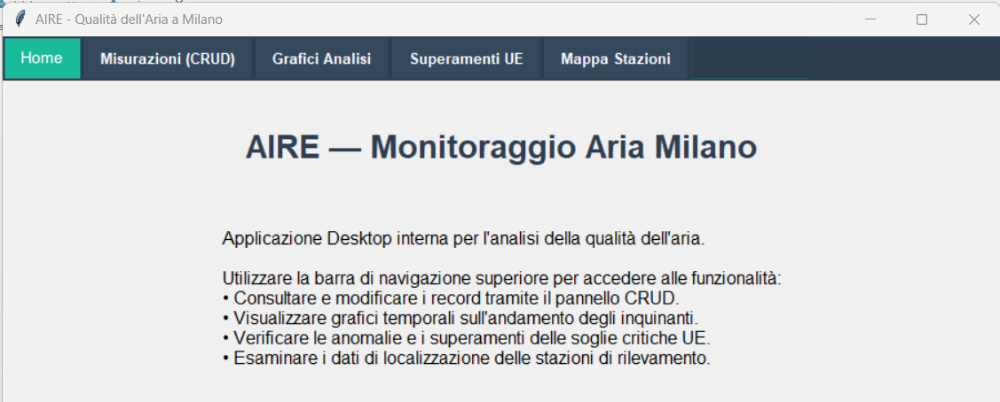 AIRE - Qualità dell'Aria a Milano
Home Misurazioni (CRUD) Grafici Analisi Superamenti UE Mappa Stazioni
AIRE — Monitoraggio Aria Milano
Applicazione Desktop interna per l'analisi della qualità dell'aria.
Utilizzare la barra di navigazione superiore per accedere alle funzionalità:
• Consultare e modificare i record tramite il pannello CRUD.
• Visualizzare grafici temporali sull'andamento degli inquinanti.
• Verificare le anomalie e i superamenti delle soglie critiche UE.
• Esaminare i dati di localizzazione delle stazioni di rilevamento.